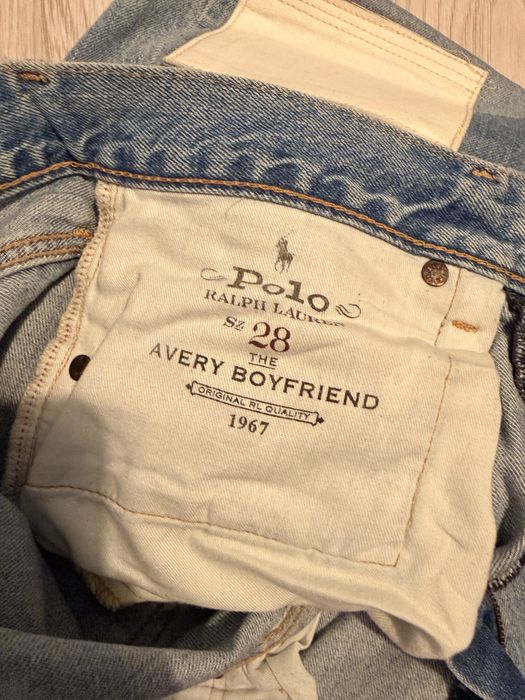 Polo
RALPH LAUREN
Sz 28
THE
AVERY BOYFRIEND
ORIGINAL RL QUALITY
1967